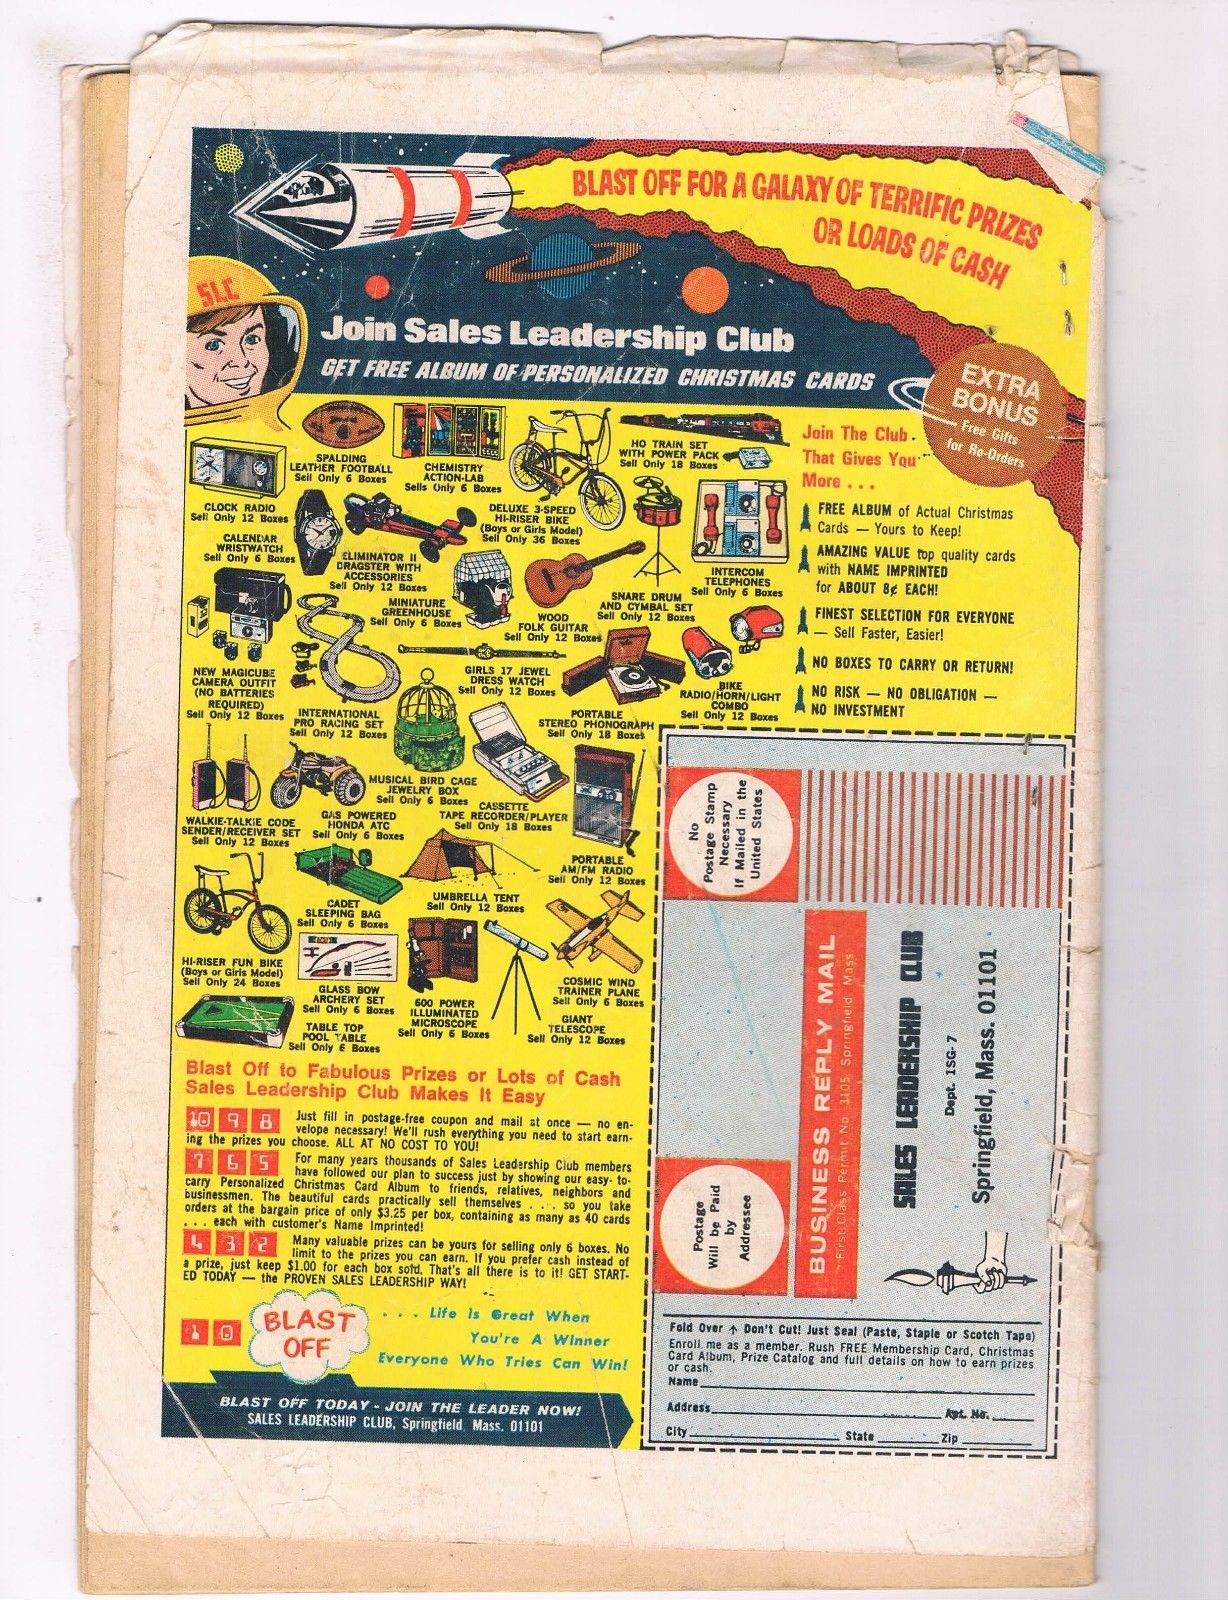 BLAST OFF FOR A GALAXY OF TERRIFIC PRIZES
OR LOADS OF CASH
SLC
Join Sales Leadership Club
GET FREE ALBUM OF PERSONALIZED CHRISTMAS CARDS
EXTRA
BONUS
Free Gifts
for Re-Orders
SPALDING
LEATHER FOOTBALL
Sell Only 6 Boxes
CHEMISTRY
ACTION-LAB
Sells Only 6 Boxes
HO TRAIN SET
WITH POWER PACK
Sell Only 18 Boxes
CLOCK RADIO
Sell Only 12 Boxes
DELUXE 3-SPEED
HI-RISER BIKE
(Boys or Girls Model)
Sell Only 36 Boxes
CALENDAR
WRISTWATCH
Sell Only 6 Boxes
ELIMINATOR II
DRAGSTER WITH
ACCESSORIES
Sell Only 12 Boxes
INTERCOM
TELEPHONES
Sell Only 6 Boxes
MINIATURE
GREENHOUSE
Sell Only 6 Boxes
WOOD
FOLK GUITAR
Sell Only 12 Boxes
SNARE DRUM
AND CYMBAL SET
Sell Only 12 Boxes
NEW MAGICUBE
CAMERA OUTFIT
(NO BATTERIES
REQUIRED)
Sell Only 12 Boxes
INTERNATIONAL
PRO RACING SET
Sell Only 12 Boxes
GIRLS 17 JEWEL
DRESS WATCH
Sell Only 12 Boxes
PORTABLE
STEREO PHONOGRAPH
Sell Only 18 Boxes
BIKE
RADIO/HORN/LIGHT
COMBO
Sell Only 12 Boxes
WALKIE-TALKIE CODE
SENDER/RECEIVER SET
Sell Only 12 Boxes
GAS POWERED
HONDA ATC
Sell Only 6 Boxes
MUSICAL BIRD CAGE
JEWELRY BOX
Sell Only 6 Boxes
CASSETTE
TAPE RECORDER/PLAYER
Sell Only 18 Boxes
PORTABLE
AM/FM RADIO
Sell Only 12 Boxes
CADET
SLEEPING BAG
Sell Only 6 Boxes
UMBRELLA TENT
Sell Only 12 Boxes
HI-RISER FUN BIKE
(Boys or Girls Model)
Sell Only 24 Boxes
GLASS BOW
ARCHERY SET
Sell Only 6 Boxes
600 POWER
ILLUMINATED
MICROSCOPE
Sell Only 6 Boxes
COSMIC WIND
TRAINER PLANE
Sell Only 6 Boxes
GIANT
TELESCOPE
Sell Only 12 Boxes
TABLE TOP
POOL TABLE
Sell Only 6 Boxes
Join The Club
That Gives You
More . . .
FREE ALBUM of Actual Christmas
Cards — Yours to Keep!
AMAZING VALUE top quality cards
with NAME IMPRINTED
for ABOUT 8¢ EACH!
FINEST SELECTION FOR EVERYONE
— Sell Faster, Easier!
NO BOXES TO CARRY OR RETURN!
NO RISK — NO OBLIGATION —
NO INVESTMENT
Blast Off to Fabulous Prizes or Lots of Cash
Sales Leadership Club Makes It Easy
10 9 8 Just fill in postage-free coupon and mail at once — no en-
velope necessary! We'll rush everything you need to start earn-
ing the prizes you choose. ALL AT NO COST TO YOU!
7 6 5 For many years thousands of Sales Leadership Club members
have followed our plan to success just by showing our easy-to-
carry Personalized Christmas Card Album to friends, relatives, neighbors and
businessmen. The beautiful cards practically sell themselves . . . so you take
orders at the bargain price of only $3.25 per box, containing as many as 40 cards
. . . each with customer's Name Imprinted!
4 3 2 Many valuable prizes can be yours for selling only 6 boxes. No
limit to the prizes you can earn. If you prefer cash instead of
a prize, just keep $1.00 for each box sold. That's all there is to it! GET START-
ED TODAY — the PROVEN SALES LEADERSHIP WAY!
1 0
BLAST
OFF
. . . Life Is Great When
You're A Winner
Everyone Who Tries Can Win!
BLAST OFF TODAY - JOIN THE LEADER NOW!
SALES LEADERSHIP CLUB, Springfield, Mass. 01101
No
Postage Stamp
Necessary
If Mailed in the
United States
Postage
Will be Paid
by
Addressee
BUSINESS REPLY MAIL
First Class Permit No. 1105, Springfield, Mass.
SALES LEADERSHIP CLUB
Dept. 1SG-7
Springfield, Mass. 01101
Fold Over ↑ Don't Cut! Just Seal (Paste, Staple or Scotch Tape)
Enroll me as a member. Rush FREE Membership Card, Christmas
Card Album, Prize Catalog and full details on how to earn prizes
or cash.
Name
Address Apt. No.
City State Zip